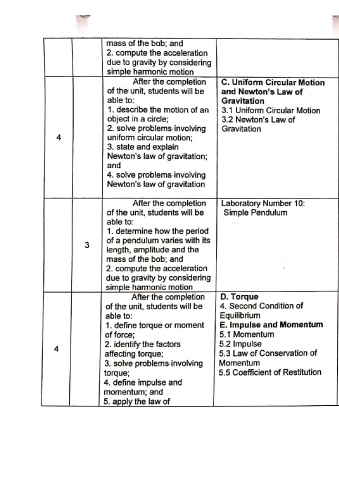 mass of the bob; and
2. compute the acceleration
due to gravity by considering
simple harmonic motion
4
After the completion
of the unit, students will be
able to:
1. describe the motion of an
object in a circle;
2. solve problems involving
uniform circular motion;
3. state and explain
Newton's law of gravitation;
and
4. solve problems involving
Newton's law of gravitation
C. Uniform Circular Motion
and Newton's Law of
Gravitation
3.1 Uniform Circular Motion
3.2 Newton's Law of
Gravitation
3
After the completion
of the unit, students will be
able to:
1. determine how the period
of a pendulum varies with its
length, amplitude and the
mass of the bob; and
2. compute the acceleration
due to gravity by considering
simple harmonic motion
Laboratory Number 10:
Simple Pendulum
4
After the completion
of the unit, students will be
able to:
1. define torque or moment
of force;
2. identify the factors
affecting torque;
3. solve problems involving
torque;
4. define impulse and
momentum; and
5. apply the law of
D. Torque
4. Second Condition of
Equilibrium
E. Impulse and Momentum
5.1 Momentum
5.2 Impulse
5.3 Law of Conservation of
Momentum
5.5 Coefficient of Restitution